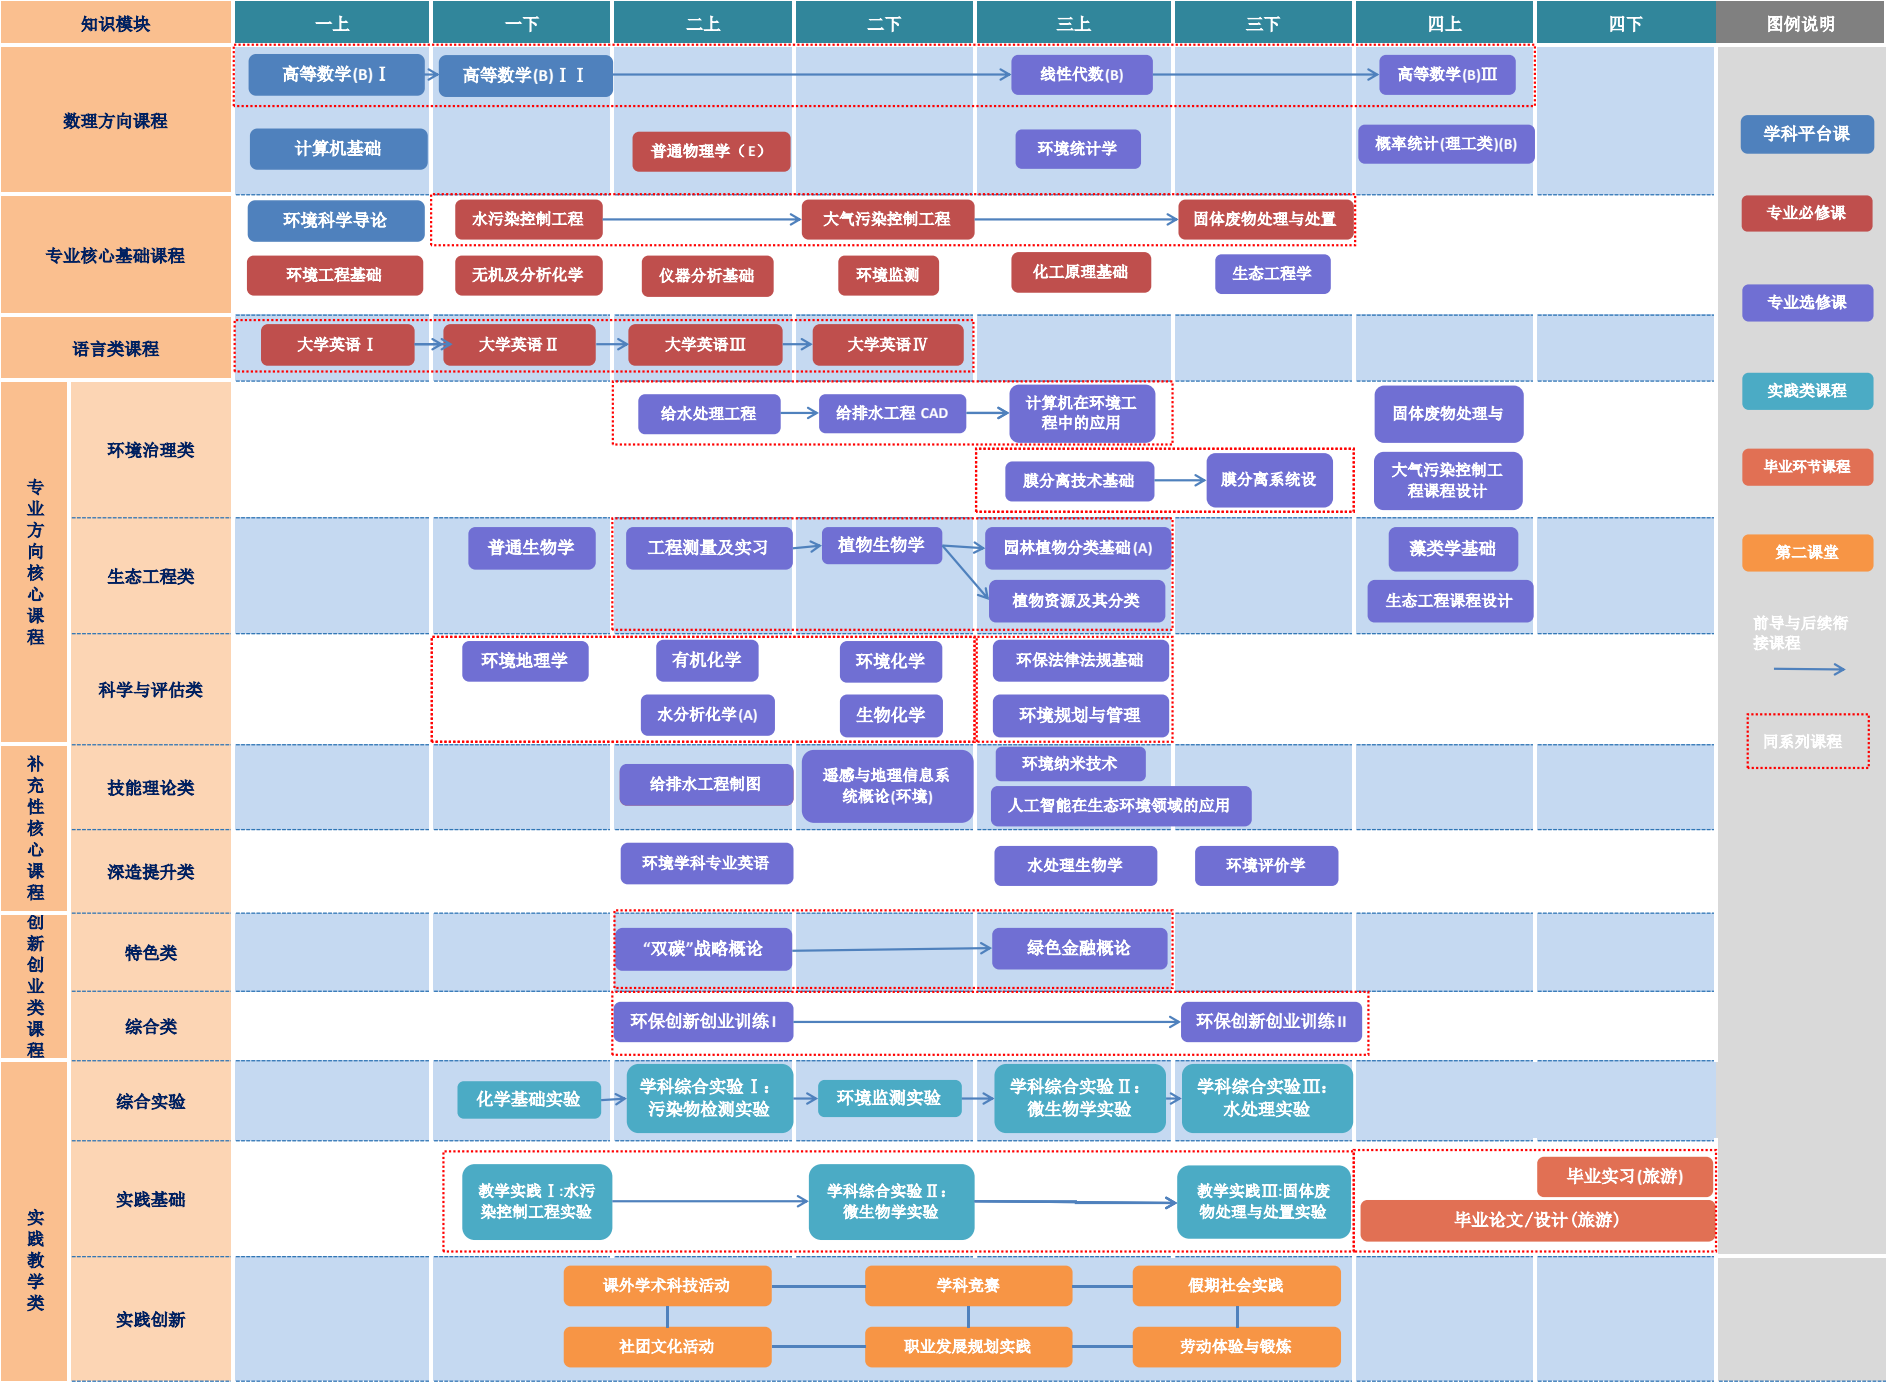 知识模块
一上
一下
二上
二下
三上
三下
四上
四下
图例说明
数理方向课程
高等数学(B)Ⅰ
高等数学(B)ⅠⅠ
线性代数(B)
高等数学(B)Ⅲ
计算机基础
普通物理学（E）
环境统计学
概率统计(理工类)(B)
专业核心基础课程
环境科学导论
水污染控制工程
大气污染控制工程
固体废物处理与处置
环境工程基础
无机及分析化学
仪器分析基础
环境监测
化工原理基础
生态工程学
语言类课程
大学英语Ⅰ
大学英语Ⅱ
大学英语Ⅲ
大学英语Ⅳ
专业方向核心课程
环境治理类
给水处理工程
给排水工程 CAD
计算机在环境工
程中的应用
固体废物处理与
膜分离技术基础
膜分离系统设
大气污染控制工
程课程设计
生态工程类
普通生物学
工程测量及实习
植物生物学
园林植物分类基础(A)
藻类学基础
植物资源及其分类
生态工程课程设计
科学与评估类
环境地理学
有机化学
环境化学
环保法律法规基础
水分析化学(A)
生物化学
环境规划与管理
补充性核心课程
技能理论类
给排水工程制图
遥感与地理信息系
统概论(环境)
环境纳米技术
人工智能在生态环境领域的应用
深造提升类
环境学科专业英语
水处理生物学
环境评价学
创新创业类课程
特色类
“双碳”战略概论
绿色金融概论
综合类
环保创新创业训练 I
环保创新创业训练 II
实践教学类
综合实验
化学基础实验
学科综合实验Ⅰ：
污染物检测实验
环境监测实验
学科综合实验Ⅱ：
微生物学实验
学科综合实验Ⅲ：
水处理实验
实践基础
教学实践Ⅰ:水污
染控制工程实验
学科综合实验Ⅱ：
微生物学实验
教学实践Ⅲ:固体废
物处理与处置实验
毕业实习(旅游)
毕业论文/设计(旅游)
实践创新
课外学术科技活动
学科竞赛
假期社会实践
社团文化活动
职业发展规划实践
劳动体验与锻炼
学科平台课
专业必修课
专业选修课
实践类课程
毕业环节课程
第二课堂
前导与后续衔
接课程
同系列课程